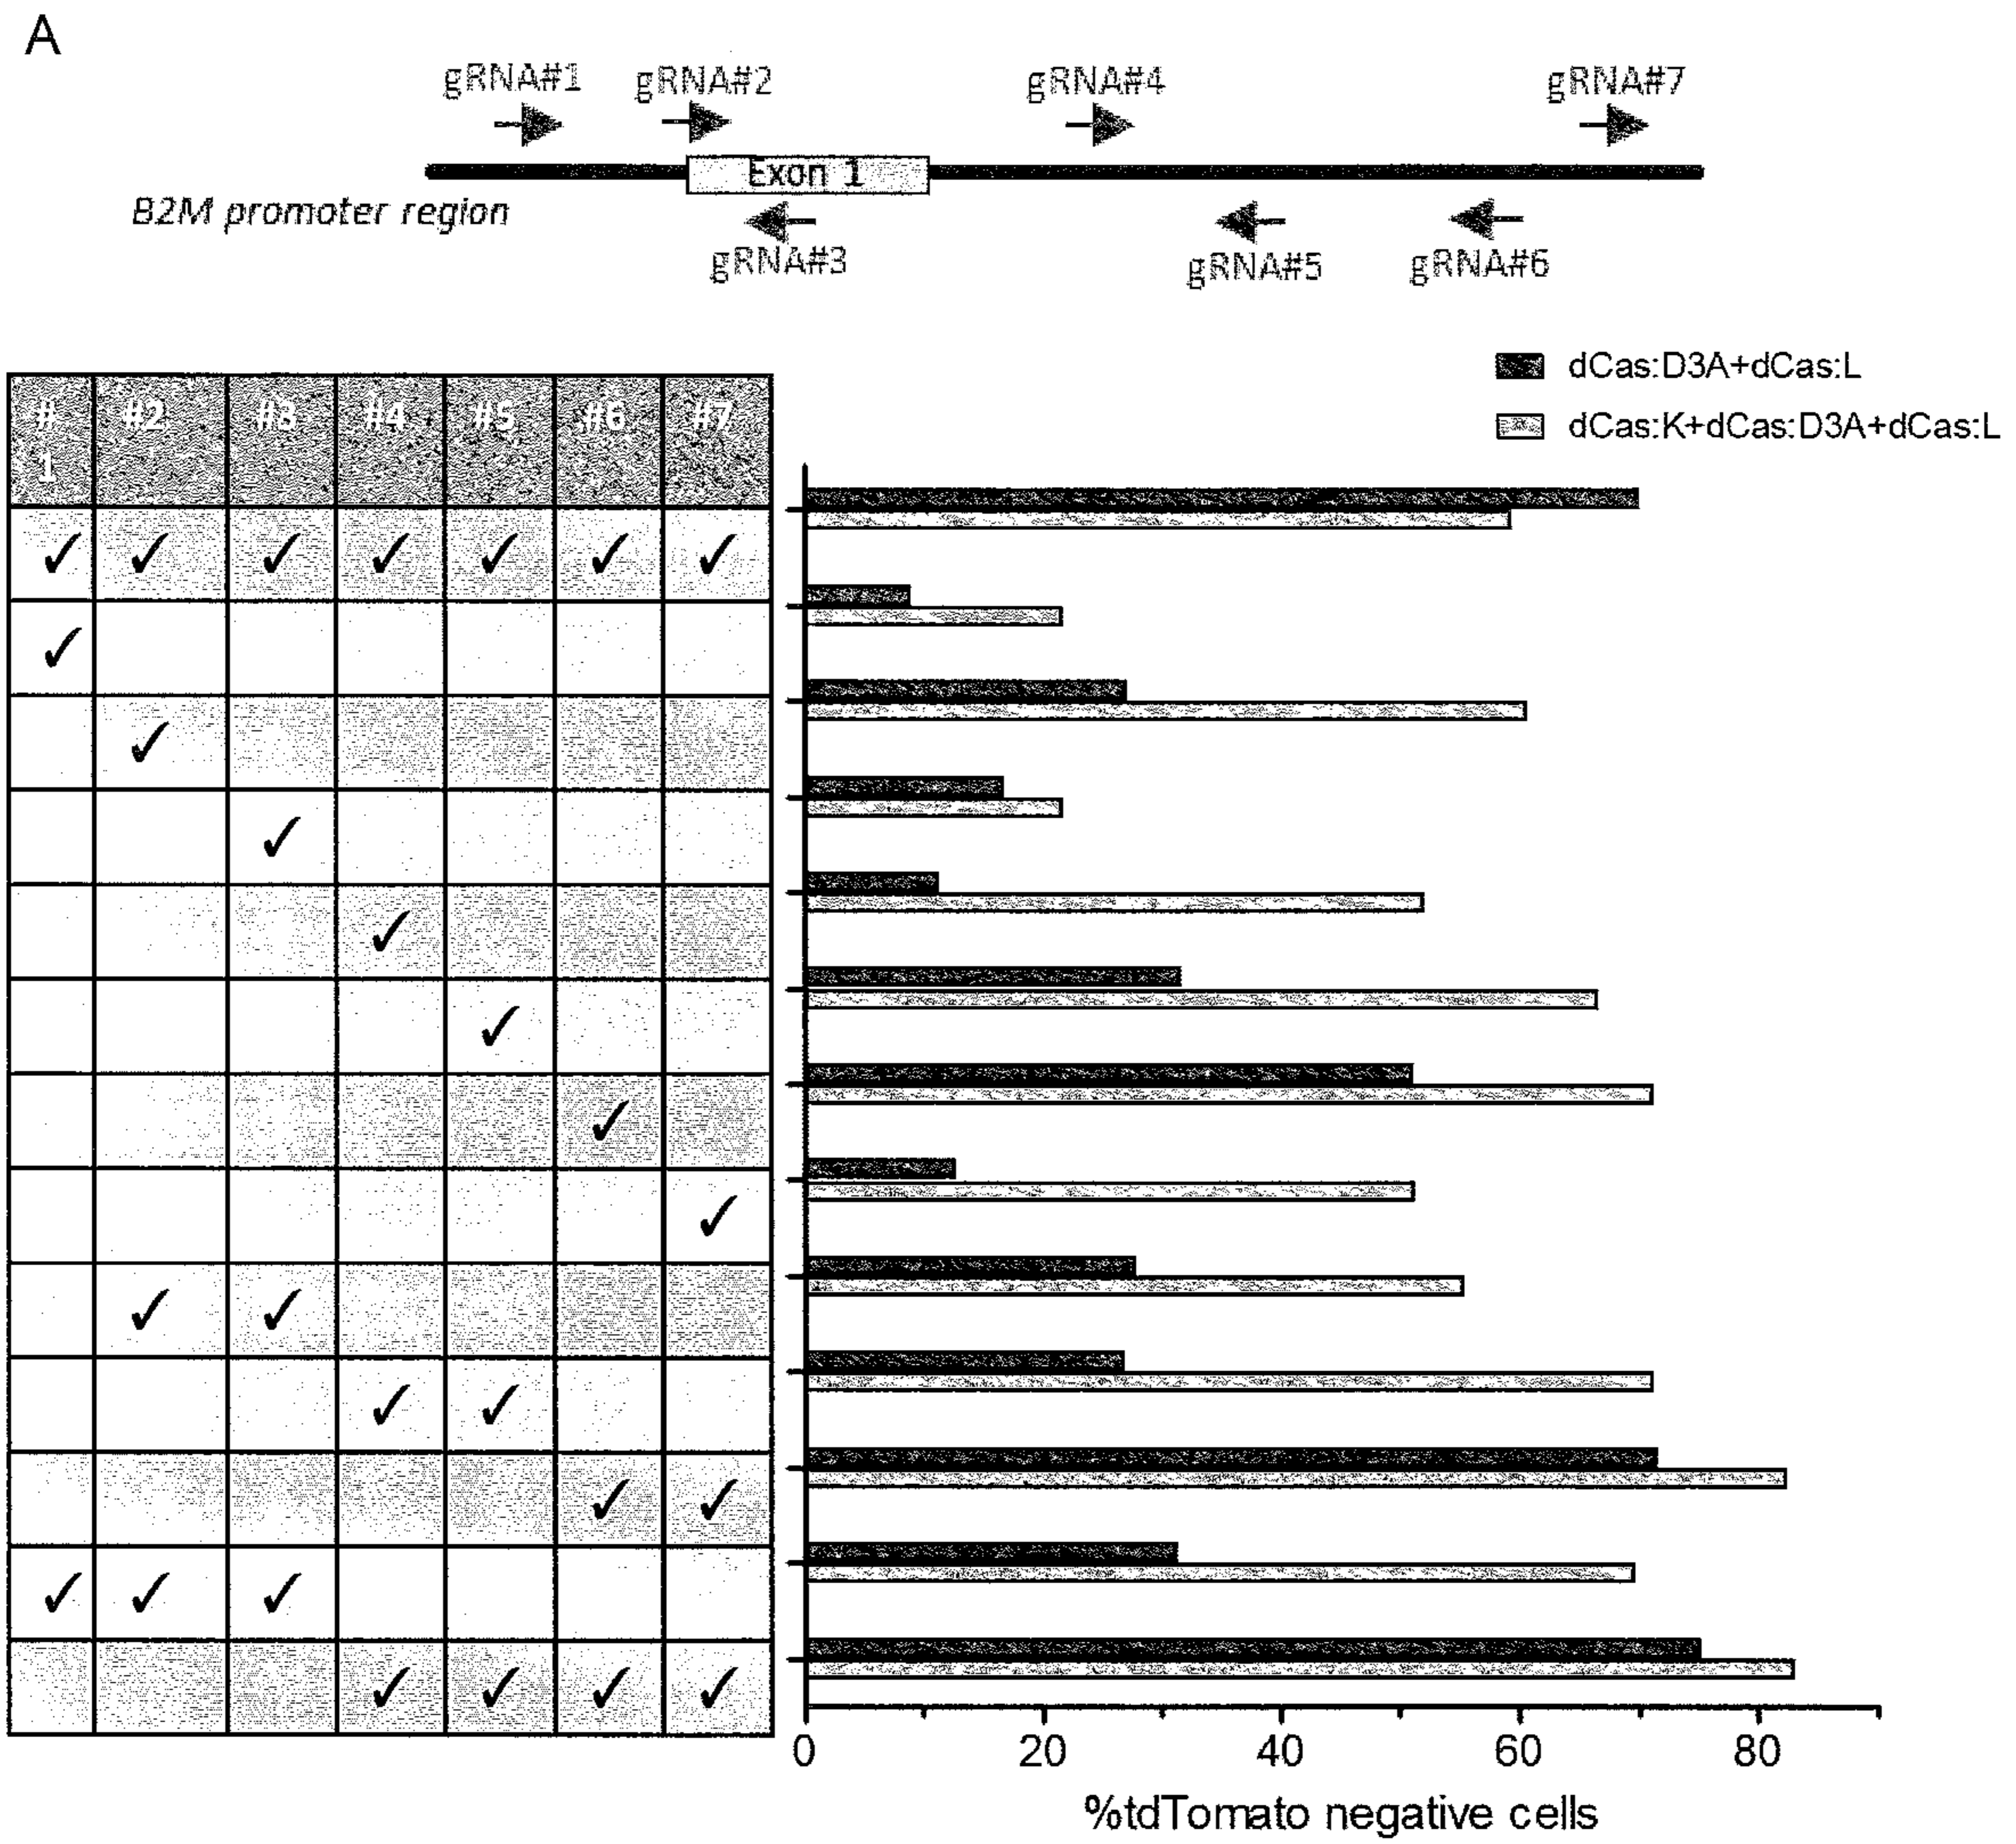 A
gRNA#1
gRNA#2
gRNA#4
gRNA#7
Exon 1
B2M promoter region
gRNA#3
gRNA#5
gRNA#6
dCas:D3A+dCas:L
dCas:K+dCas:D3A+dCas:L
#1 #2 #3 #4 #5 #6 #7
✓ ✓ ✓ ✓ ✓ ✓ ✓
✓
✓
✓
✓
✓
✓
✓
✓ ✓
✓ ✓
✓ ✓
✓ ✓ ✓
✓ ✓ ✓ ✓
0 20 40 60 80
%tdTomato negative cells